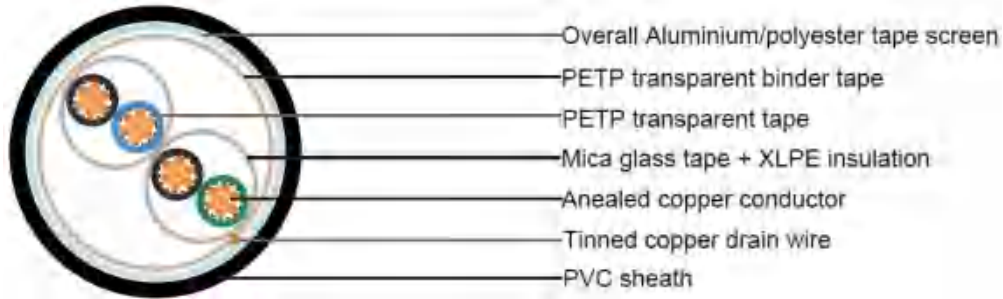 Overall Aluminium/polyester tape screen
PETP transparent binder tape
PETP transparent tape
Mica glass tape + XLPE insulation
Anealed copper conductor
Tinned copper drain wire
PVC sheath